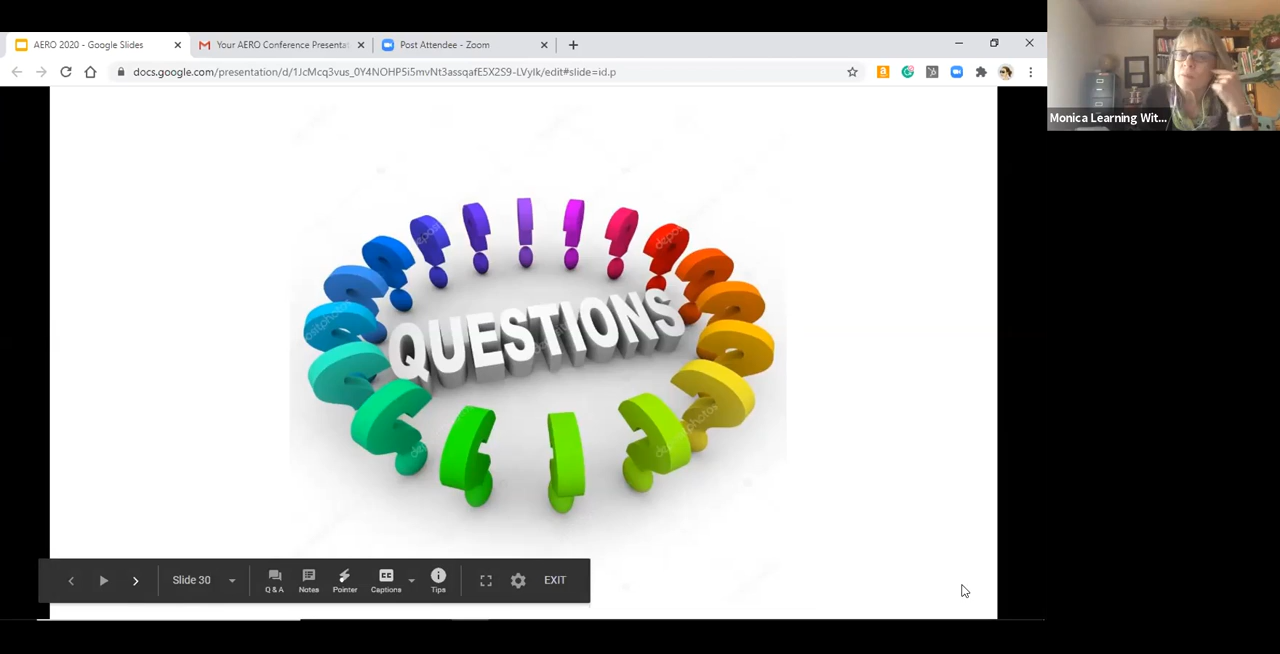 AERO 2020 - Google Slides
Your AERO Conference Presentat
Post Attendee - Zoom
docs.google.com/presentation/d/1JcMcq3vus_0Y4NOHP5i5mvNt3assqafE5X2S9-LVylk/edit#slide=id.p
Monica Learning Wit...
QUESTIONS
Slide 30
Q & A
Notes
Pointer
Captions
Tips
EXIT